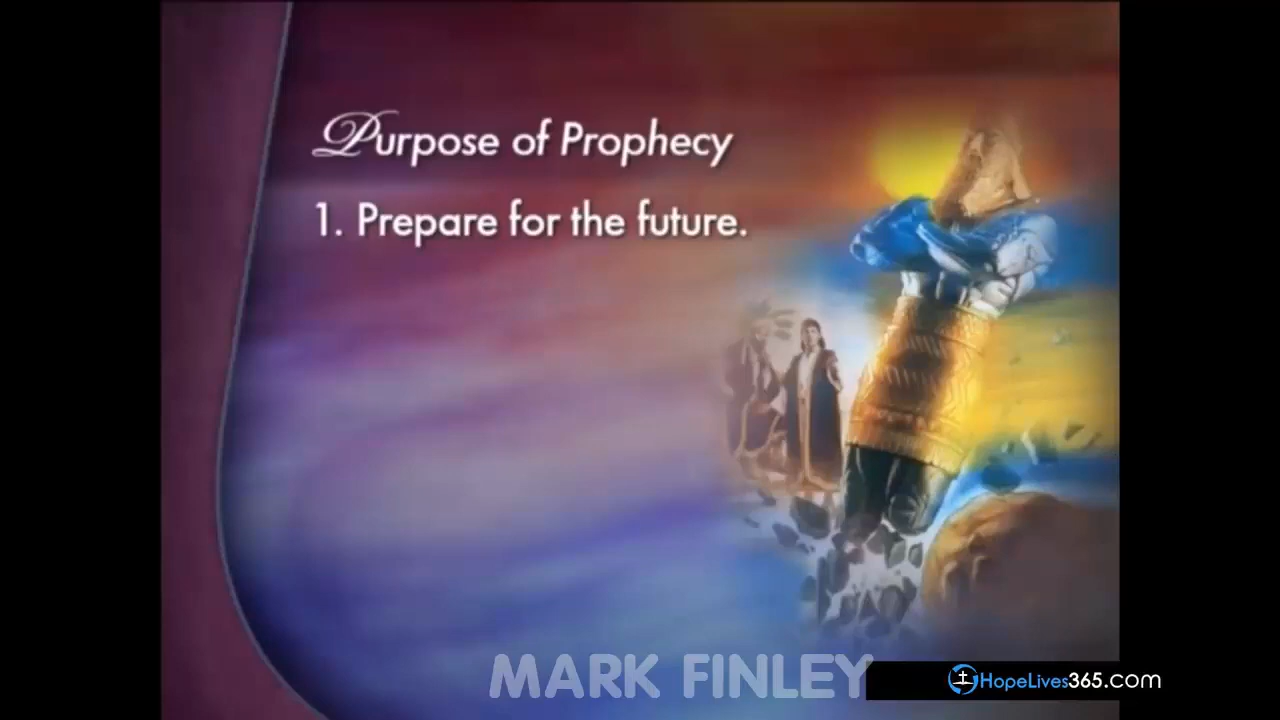 Purpose of Prophecy
1. Prepare for the future.
MARK FINLEY
HopeLives365.com